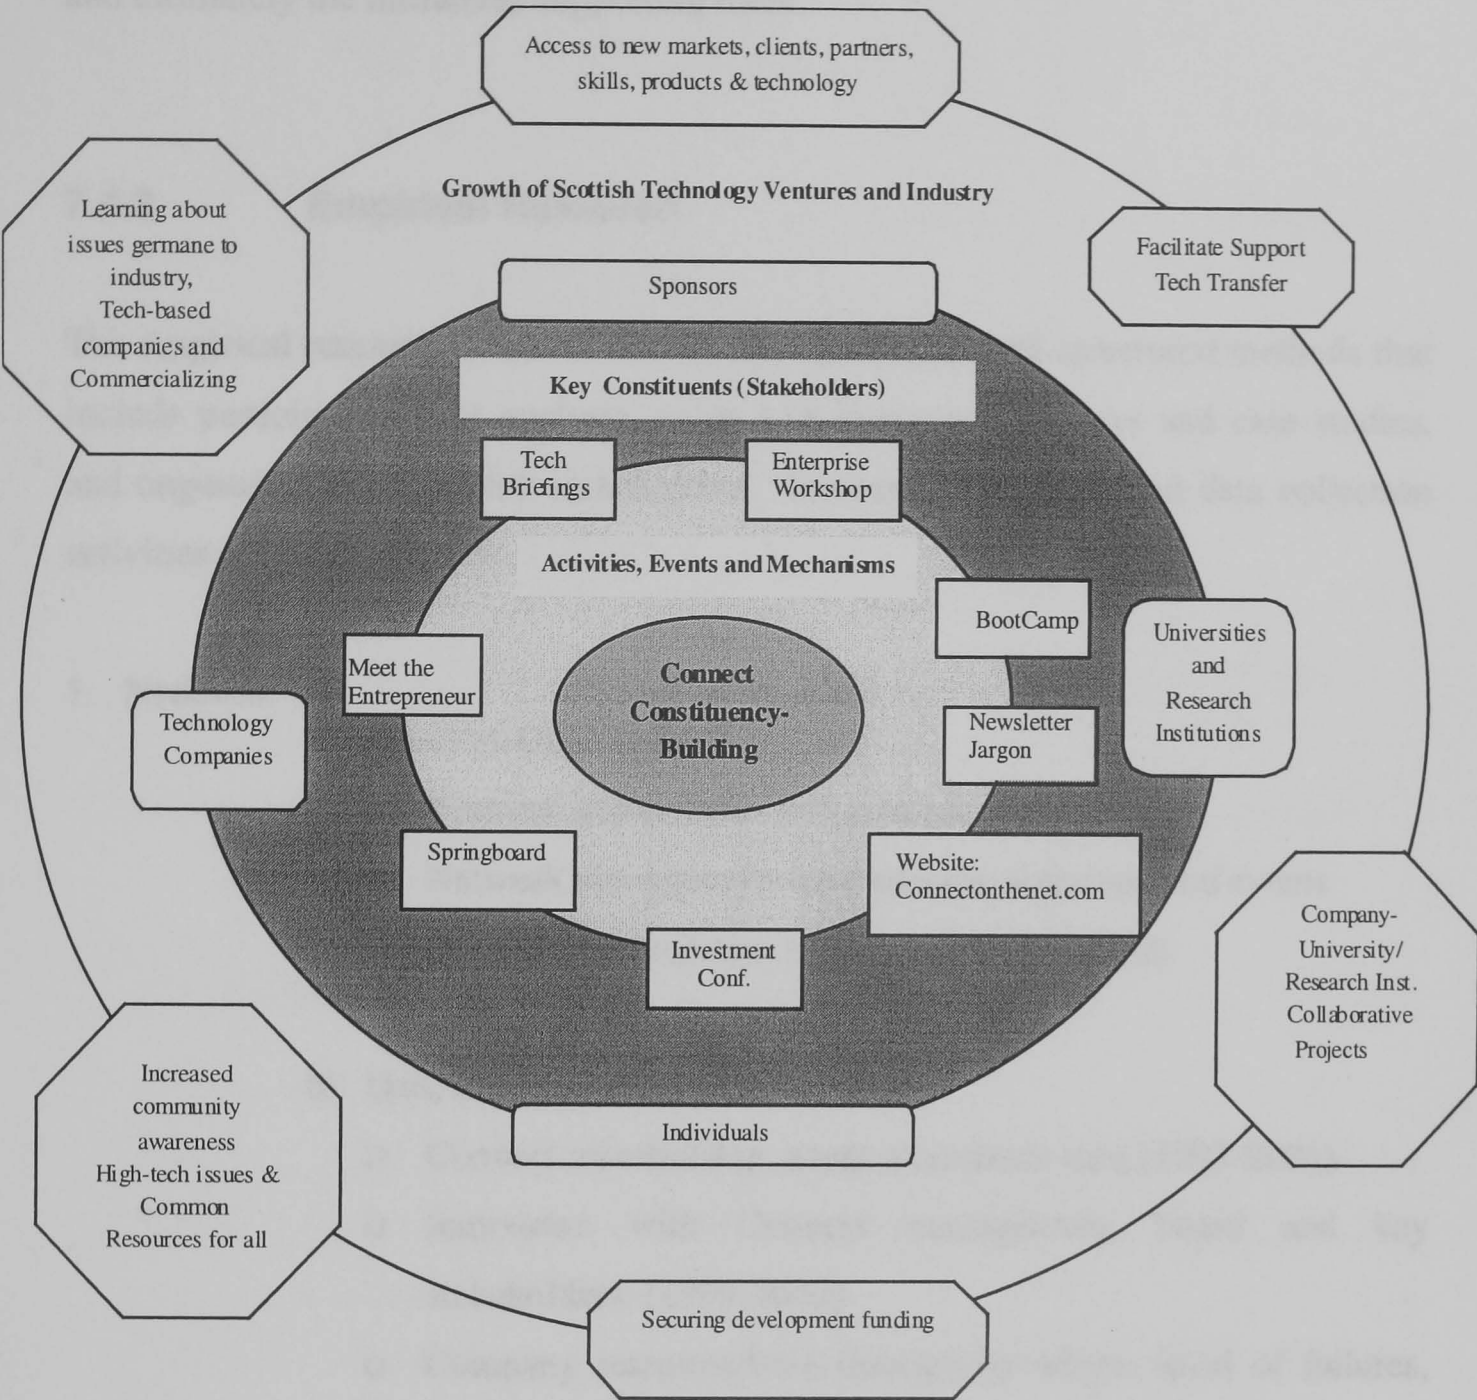 Access to new markets, clients, partners,
skills, products & technology
Growth of Scottish Technology Ventures and Industry
Learning about
issues germane to
industry,
Tech-based
companies and
Commercializing
Facilitate Support
Tech Transfer
Sponsors
Key Constituents (Stakeholders)
Tech
Briefings
Enterprise
Workshop
Activities, Events and Mechanisms
BootCamp
Universities
and
Research
Institutions
Meet the
Entrepreneur
Connect
Constituency-
Building
Technology
Companies
Newsletter
Jargon
Springboard
Website:
Connectonthenet.com
Investment
Conf.
Company-
University/
Research Inst.
Collaborative
Projects
Increased
community
awareness
High-tech issues &
Common
Resources for all
Individuals
Securing development funding